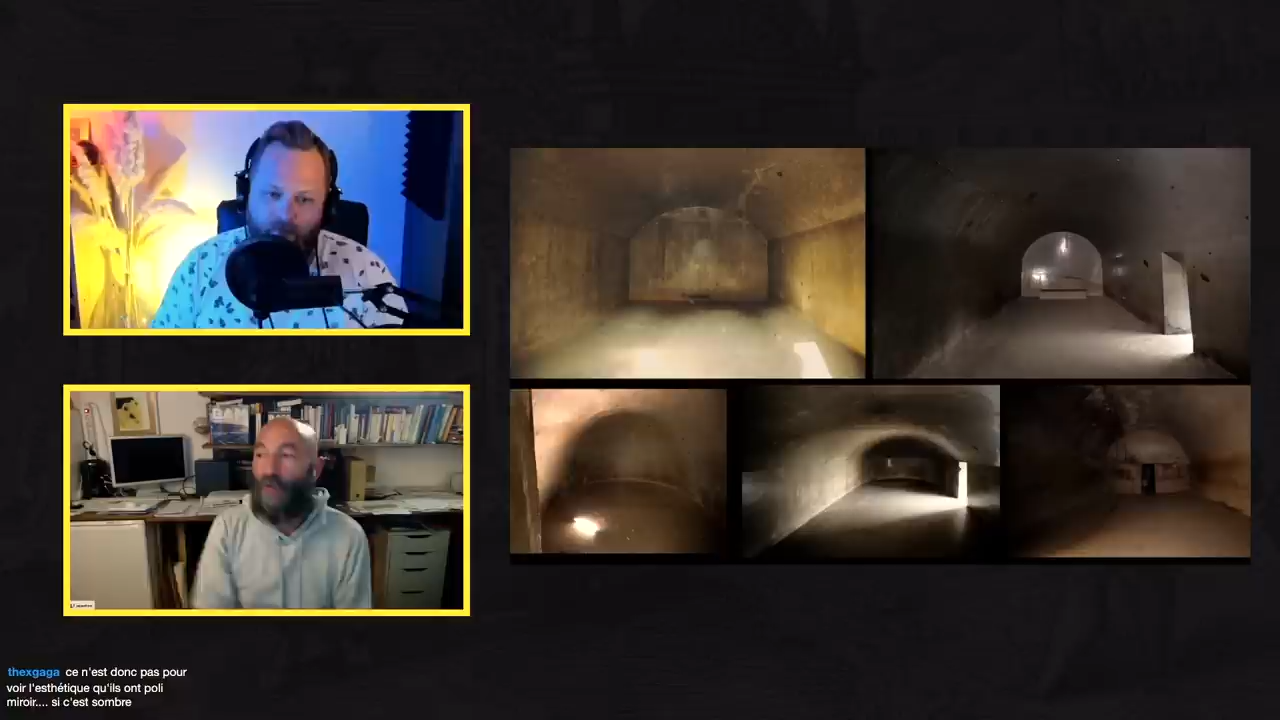 thexgaga ce n'est donc pas pour
voir l'esthétique qu'ils ont poli
miroir.... si c'est sombre